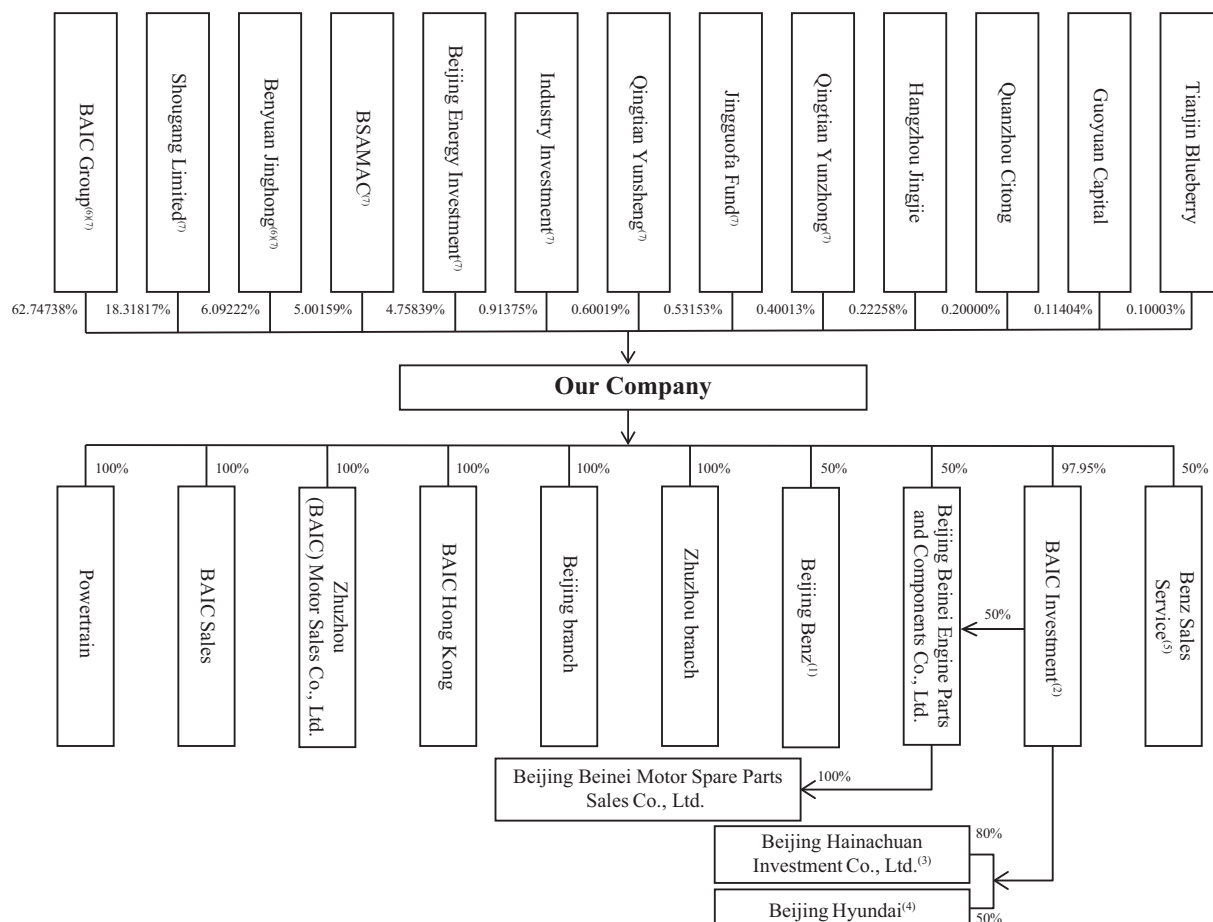 BAIC Group(6)(7)
Shougang Limited(7)
Benyuan Jinghong(6)(7)
BSAMAC(7)
Beijing Energy Investment(7)
Industry Investment(7)
Qingtian Yunsheng(7)
Jingguofa Fund(7)
Qingtian Yunzhong(7)
Hangzhou Jingjie
Quanzhou Citong
Guoyuan Capital
Tianjin Blueberry
62.74738%
18.31817%
6.09222%
5.00159%
4.75839%
0.91375%
0.60019%
0.53153%
0.40013%
0.22258%
0.20000%
0.11404%
0.10003%
Our Company
100%
100%
100%
100%
100%
100%
50%
50%
97.95%
50%
Powertrain
BAIC Sales
Zhuzhou
(BAIC) Motor Sales Co., Ltd.
BAIC Hong Kong
Beijing branch
Zhuzhou branch
Beijing Benz(1)
Beijing Beinei Engine Parts
and Components Co., Ltd.
50%
BAIC Investment(2)
Benz Sales
Service(5)
Beijing Beinei Motor Spare Parts
Sales Co., Ltd.
100%
Beijing Hainachuan
Investment Co., Ltd.(3)
80%
Beijing Hyundai(4)
50%